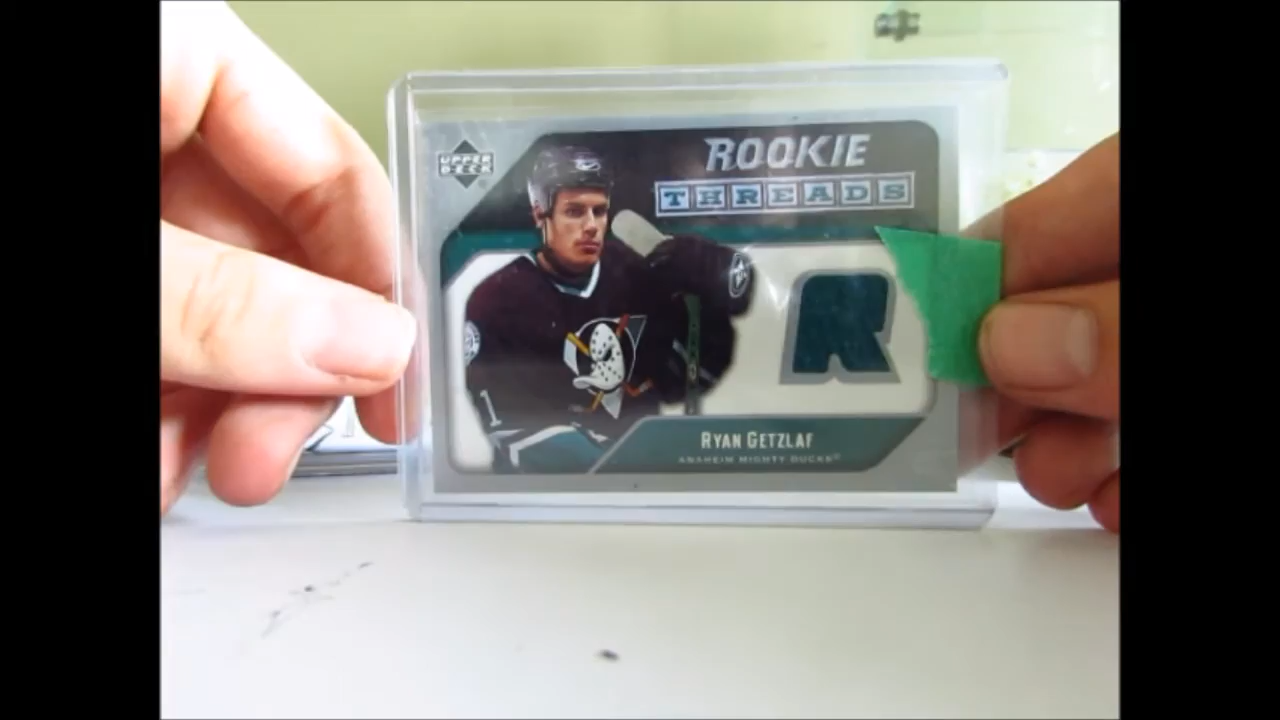 UPPER
DECK
ROOKIE
THREADS
R
RYAN GETZLAF
ANAHEIM MIGHTY DUCKS®